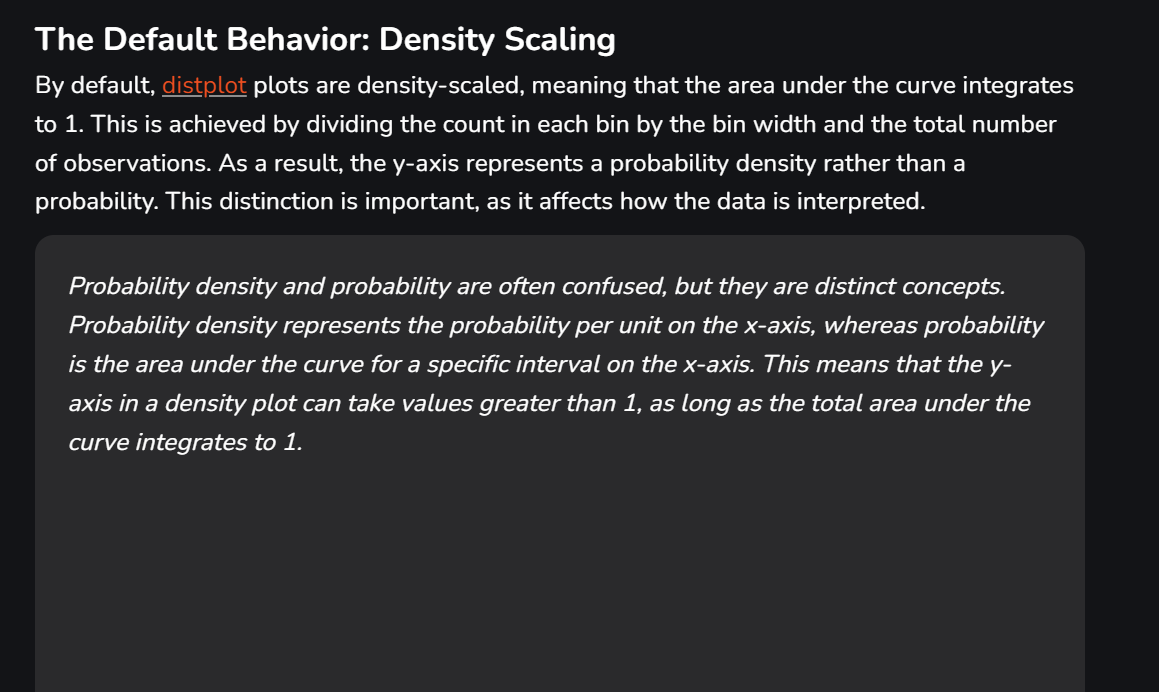 The Default Behavior: Density Scaling
By default, distplot plots are density-scaled, meaning that the area under the curve integrates
to 1. This is achieved by dividing the count in each bin by the bin width and the total number
of observations. As a result, the y-axis represents a probability density rather than a
probability. This distinction is important, as it affects how the data is interpreted.
Probability density and probability are often confused, but they are distinct concepts.
Probability density represents the probability per unit on the x-axis, whereas probability
is the area under the curve for a specific interval on the x-axis. This means that the y-
axis in a density plot can take values greater than 1, as long as the total area under the
curve integrates to 1.